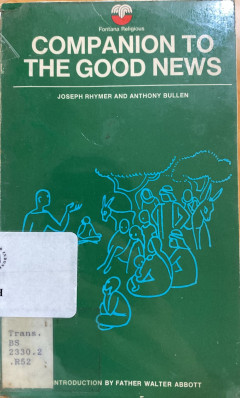 Fontana Religious
COMPANION TO
THE GOOD NEWS
JOSEPH RHYMER AND ANTHONY BULLEN
Trans.
BS
2330.2
.R52
INTRODUCTION BY FATHER WALTER ABBOTT